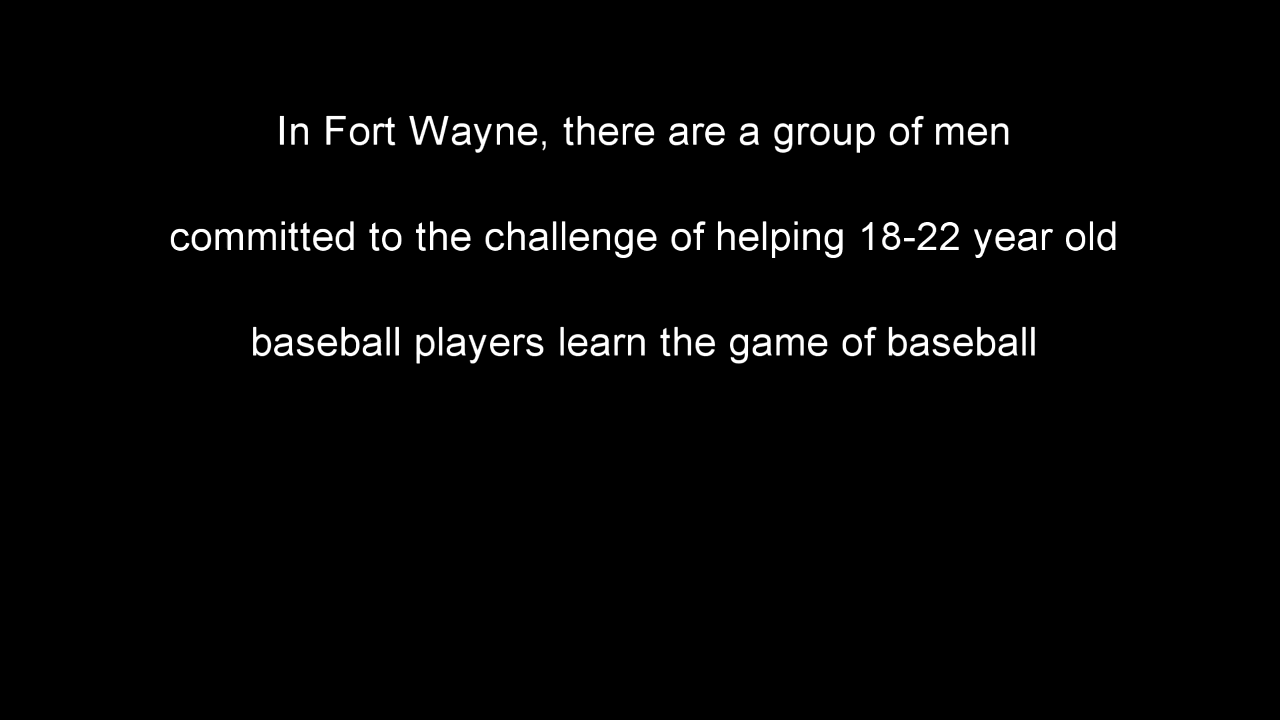 In Fort Wayne, there are a group of men
committed to the challenge of helping 18-22 year old
baseball players learn the game of baseball